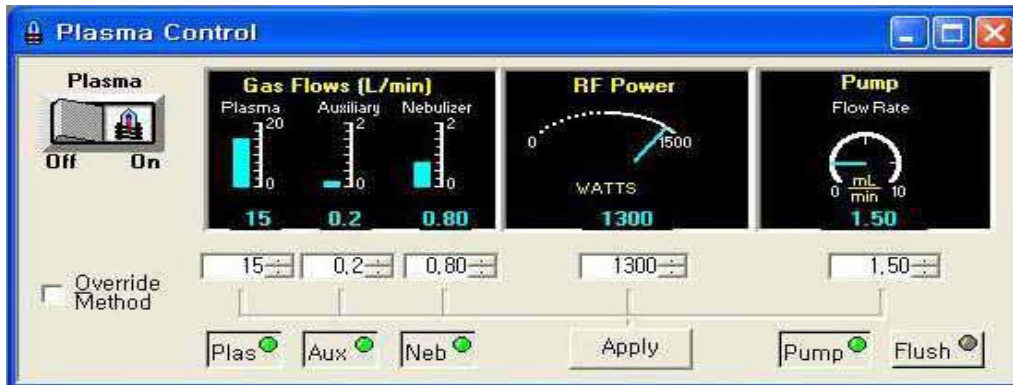 Plasma Control
Plasma
Off On
Gas Flows (L/min)
Plasma Auxiliary Nebulizer
20 2 2
0 0 0
15 0.2 0.80
RF Power
0 1500
WATTS
1300
Pump
Flow Rate
0 mL/min 10
1.50
Override
Method
15 0,2 0,80 1300 1,50
Plas Aux Neb Apply Pump Flush